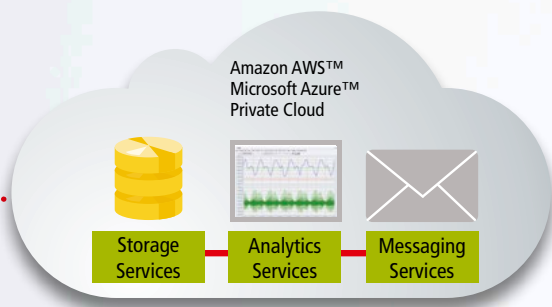 Amazon AWS™
Microsoft Azure™
Private Cloud
Storage
Services
Analytics
Services
Messaging
Services